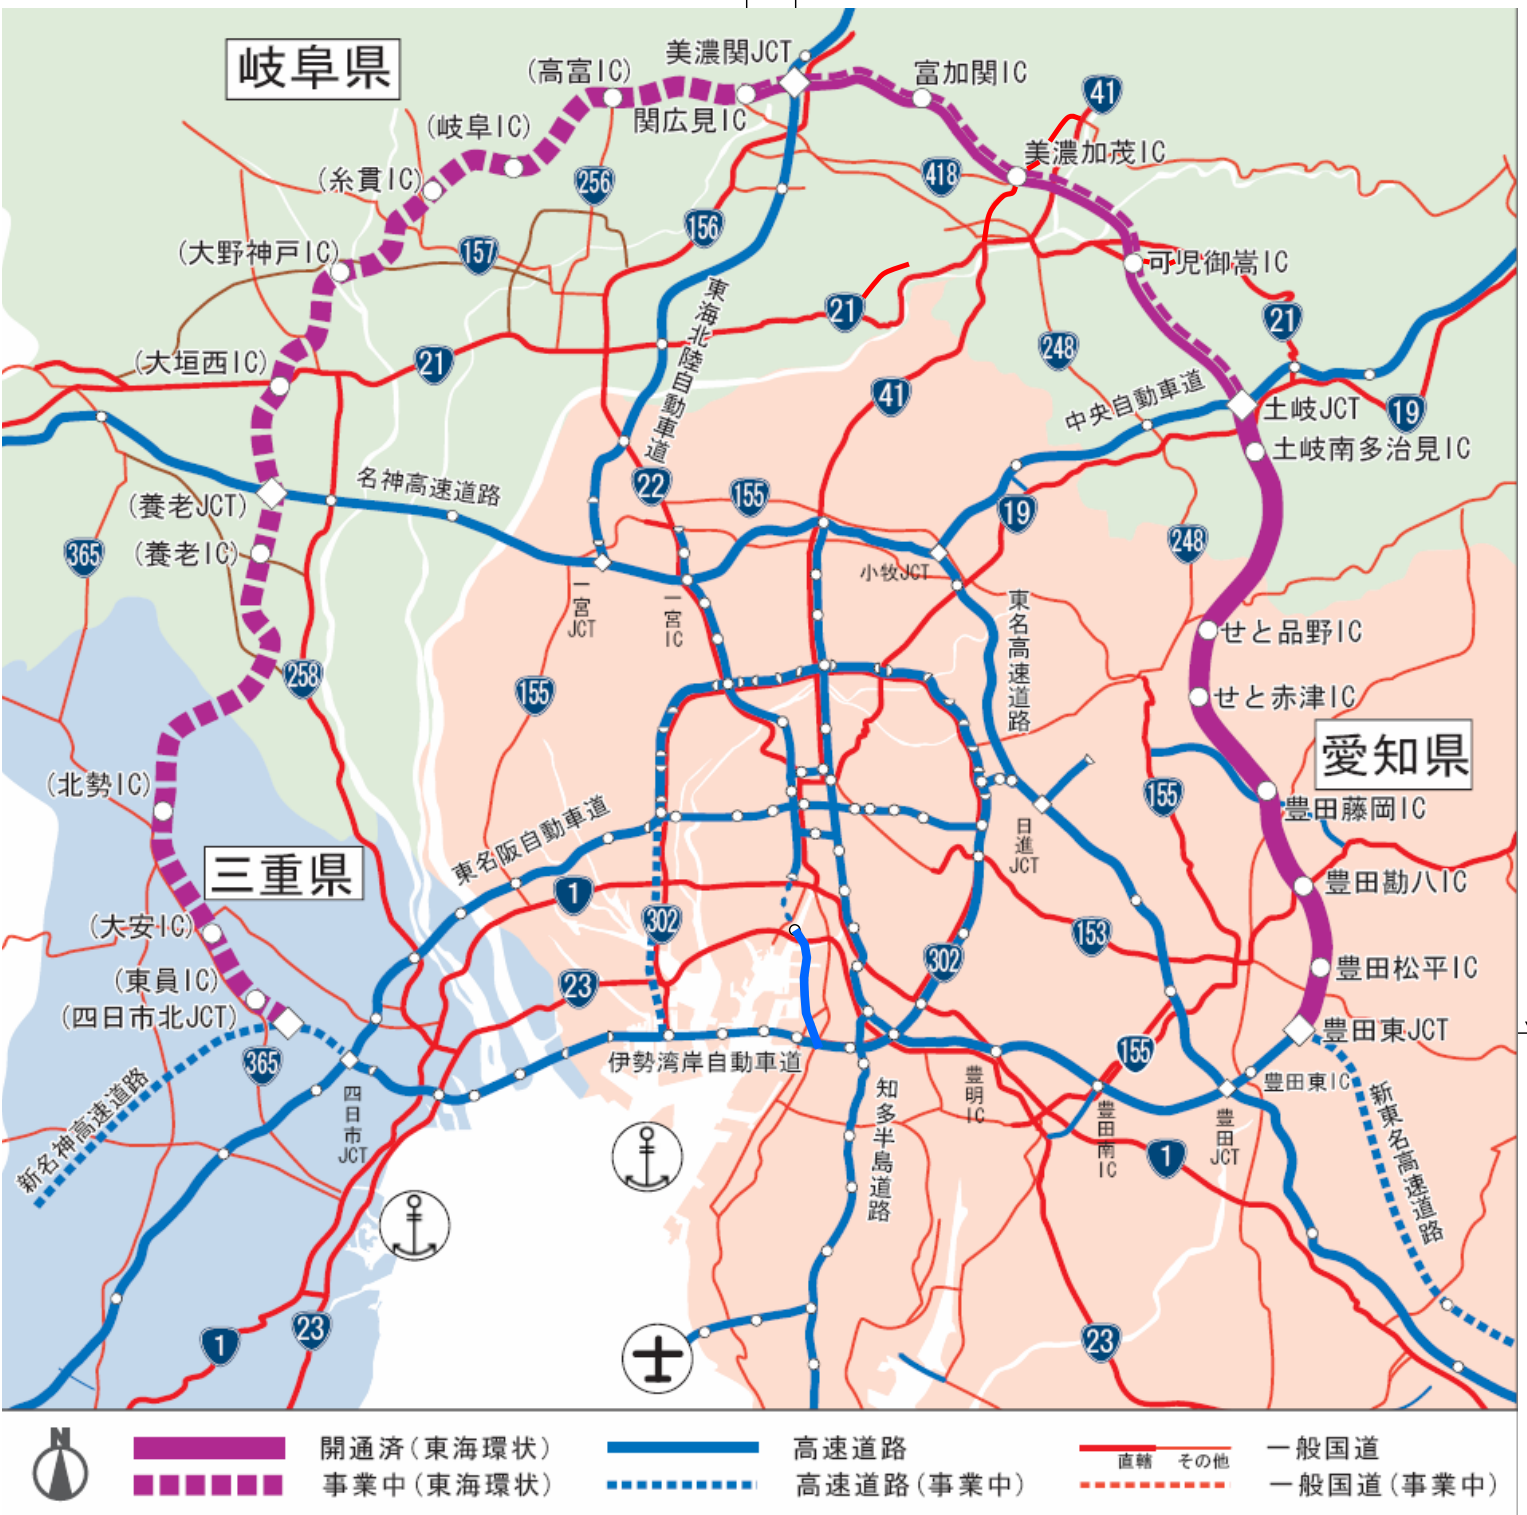 岐阜県
(高富IC)
美濃関JCT
富加関IC
41
関広見IC
(岐阜IC)
美濃加茂IC
(糸貫IC)
256
418
156
(大野神戸IC)
157
可児御嵩IC
東海北陸自動車道
21
21
(大垣西IC)
21
248
41
中央自動車道
土岐JCT
19
土岐南多治見IC
名神高速道路
22
155
(養老JCT)
19
365
(養老IC)
248
小牧JCT
一宮JCT
一宮IC
東名高速道路
せと品野IC
258
155
せと赤津IC
愛知県
(北勢IC)
155
豊田藤岡IC
東名阪自動車道
日進JCT
三重県
1
豊田勘八IC
(大安IC)
302
153
302
(東員IC)
23
豊田松平IC
(四日市北JCT)
豊田東JCT
365
伊勢湾岸自動車道
155
豊明IC
豊田東IC
新名神高速道路
四日市JCT
知多半島道路
豊田南IC
豊田JCT
新東名高速道路
1
1
23
23
N
開通済(東海環状)
高速道路
直轄 その他
一般国道
事業中(東海環状)
高速道路(事業中)
一般国道(事業中)